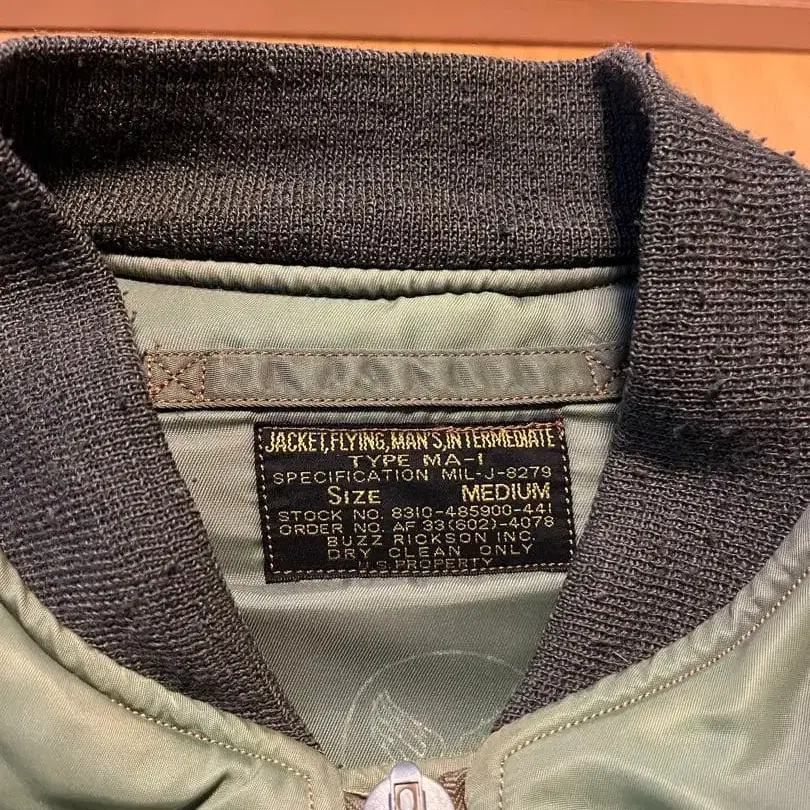 JACKET,FLYING,MAN'S,INTERMEDIATE
TYPE MA-1
SPECIFICATION MIL-J-8279
SIZE MEDIUM
STOCK NO. 8310-485900-441
ORDER NO. AF 33(602)-4078
BUZZ RICKSON INC.
DRY CLEAN ONLY
U.S. PROPERTY